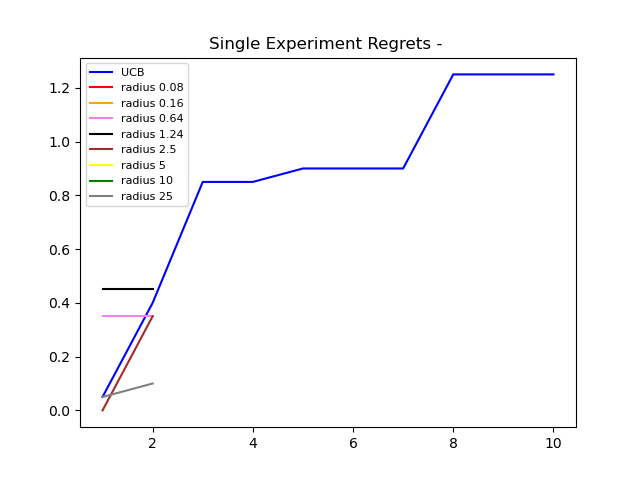 Single Experiment Regrets -
UCB
radius 0.08
radius 0.16
radius 0.64
radius 1.24
radius 2.5
radius 5
radius 10
radius 25
1.2
1.0
0.8
0.6
0.4
0.2
0.0
2
4
6
8
10